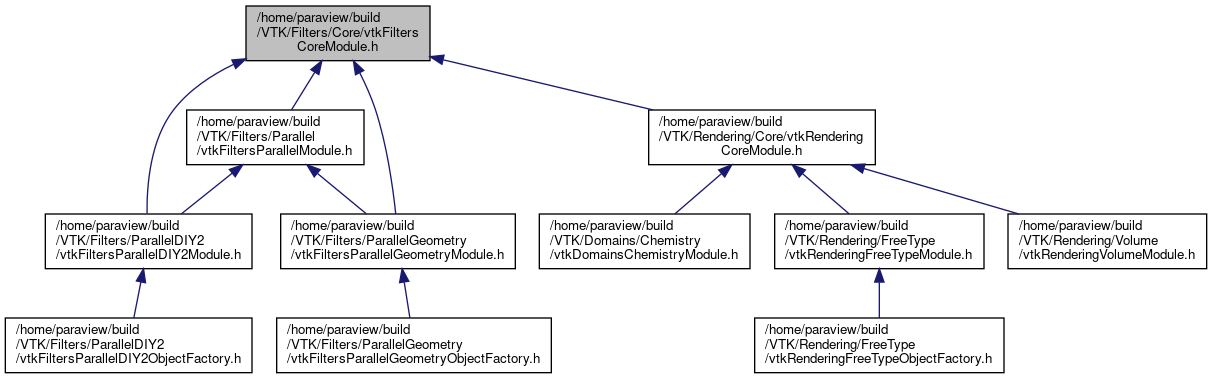 /home/paraview/build
/VTK/Filters/Core/vtkFilters
CoreModule.h
/home/paraview/build
/VTK/Filters/Parallel
/vtkFiltersParallelModule.h
/home/paraview/build
/VTK/Rendering/Core/vtkRendering
CoreModule.h
/home/paraview/build
/VTK/Filters/ParallelDIY2
/vtkFiltersParallelDIY2Module.h
/home/paraview/build
/VTK/Filters/ParallelGeometry
/vtkFiltersParallelGeometryModule.h
/home/paraview/build
/VTK/Domains/Chemistry
/vtkDomainsChemistryModule.h
/home/paraview/build
/VTK/Rendering/FreeType
/vtkRenderingFreeTypeModule.h
/home/paraview/build
/VTK/Rendering/Volume
/vtkRenderingVolumeModule.h
/home/paraview/build
/VTK/Filters/ParallelDIY2
/vtkFiltersParallelDIY2ObjectFactory.h
/home/paraview/build
/VTK/Filters/ParallelGeometry
/vtkFiltersParallelGeometryObjectFactory.h
/home/paraview/build
/VTK/Rendering/FreeType
/vtkRenderingFreeTypeObjectFactory.h